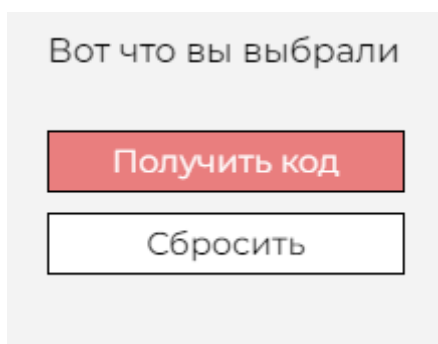 Вот что вы выбрали
Получить код
Сбросить